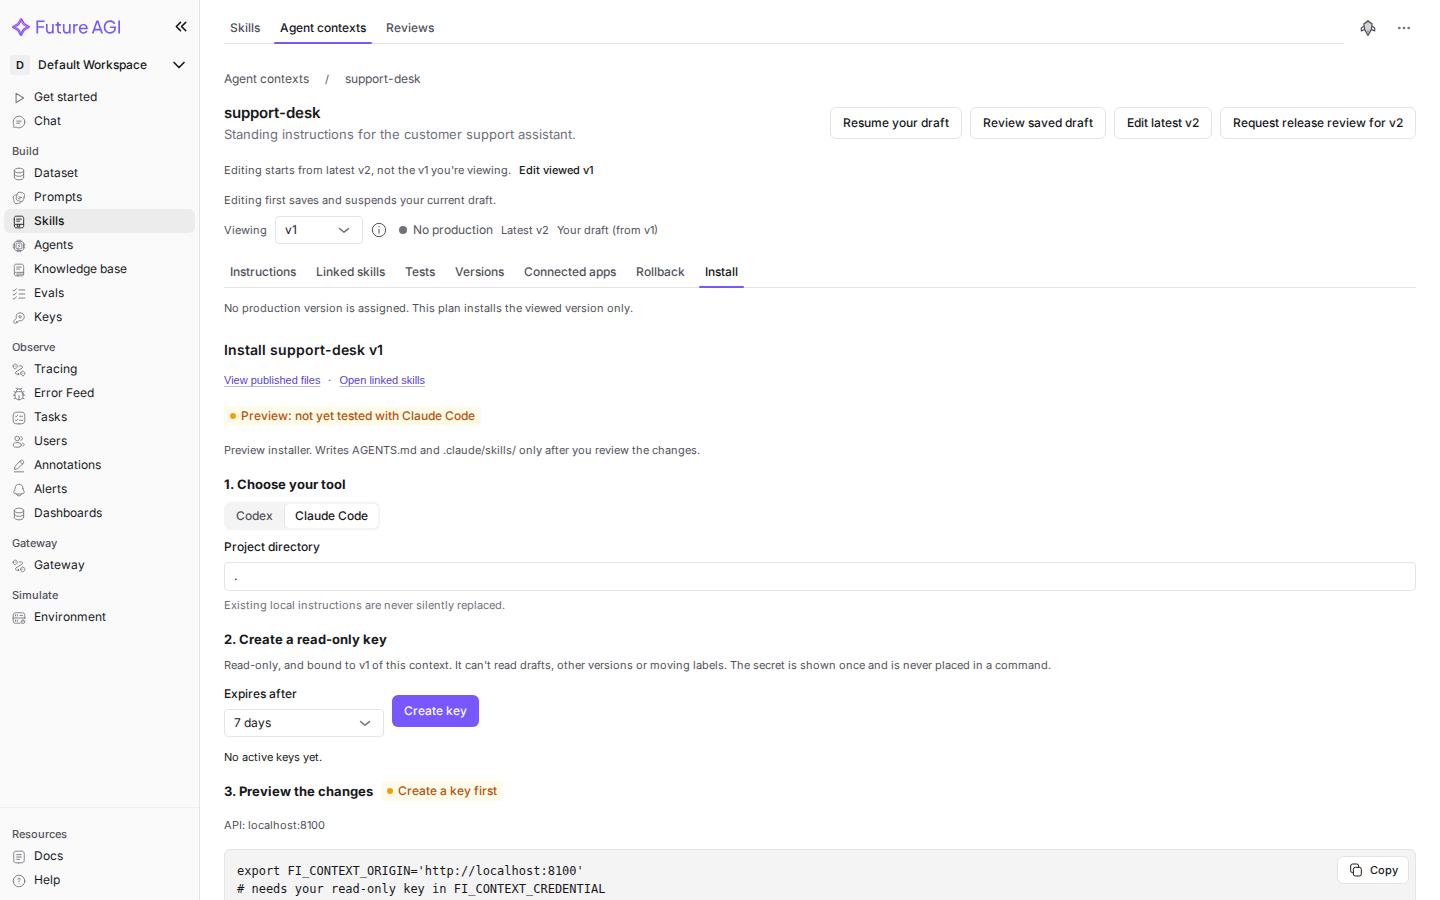 Future AGI
D Default Workspace
Get started
Chat
Build
Dataset
Prompts
Skills
Agents
Knowledge base
Evals
Keys
Observe
Tracing
Error Feed
Tasks
Users
Annotations
Alerts
Dashboards
Gateway
Gateway
Simulate
Environment
Resources
Docs
Help
Skills Agent contexts Reviews
Agent contexts / support-desk
support-desk
Standing instructions for the customer support assistant.
Resume your draft Review saved draft Edit latest v2 Request release review for v2
Editing starts from latest v2, not the v1 you're viewing. Edit viewed v1
Editing first saves and suspends your current draft.
Viewing v1 No production Latest v2 Your draft (from v1)
Instructions Linked skills Tests Versions Connected apps Rollback Install
No production version is assigned. This plan installs the viewed version only.
Install support-desk v1
View published files · Open linked skills
Preview: not yet tested with Claude Code
Preview installer. Writes AGENTS.md and .claude/skills/ only after you review the changes.
1. Choose your tool
Codex Claude Code
Project directory
.
Existing local instructions are never silently replaced.
2. Create a read-only key
Read-only, and bound to v1 of this context. It can't read drafts, other versions or moving labels. The secret is shown once and is never placed in a command.
Expires after
7 days Create key
No active keys yet.
3. Preview the changes Create a key first
API: localhost:8100
export FI_CONTEXT_ORIGIN='http://localhost:8100'
# needs your read-only key in FI_CONTEXT_CREDENTIAL
Copy